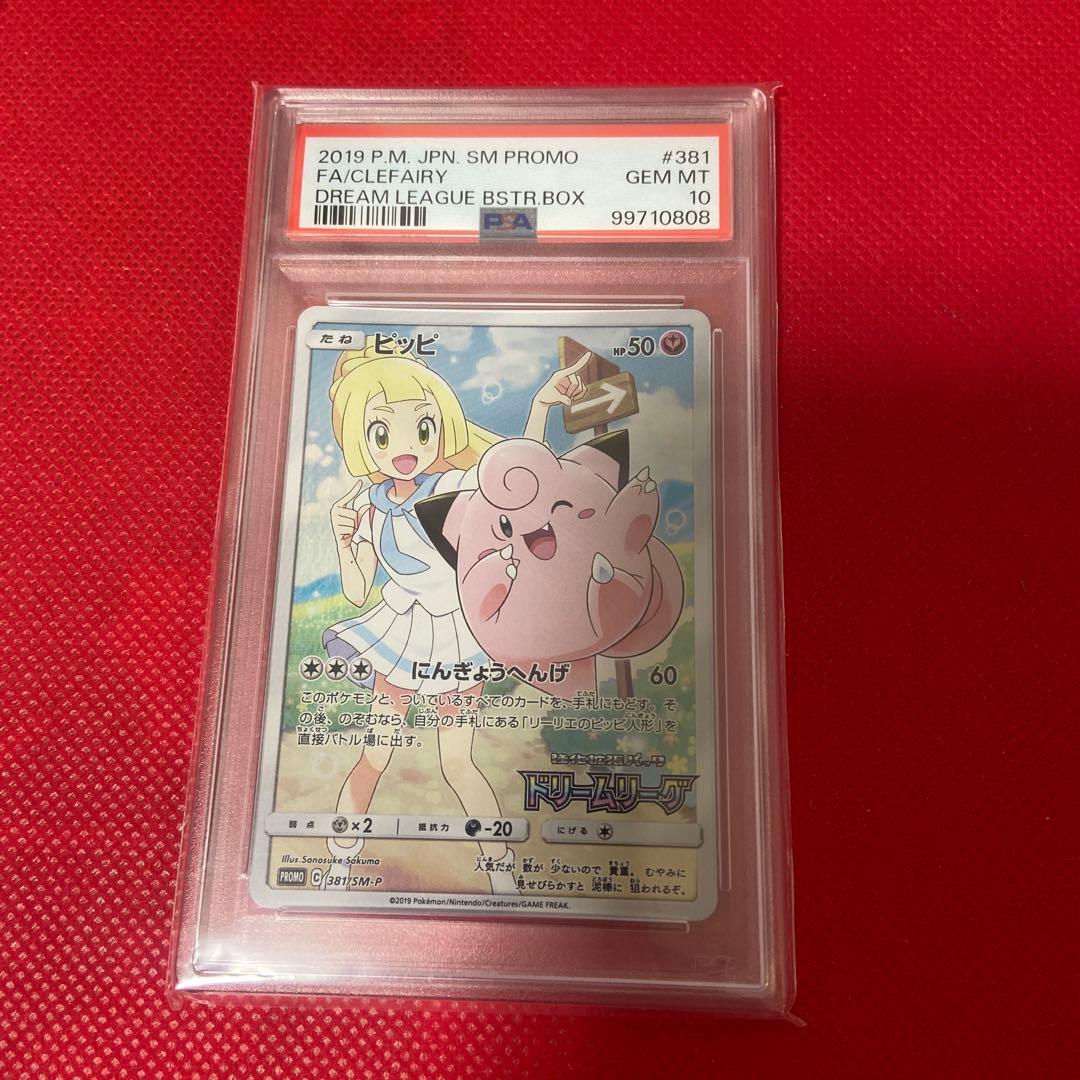 2019 P.M. JPN. SM PROMO #381
FA/CLEFAIRY GEM MT
DREAM LEAGUE BSTR.BOX 10
PSA 99710808
たね ピッピ HP50
にんぎょうへんげ 60
このポケモンと、ついているすべてのカードを、手札にもどす。そ
の後、のぞむなら、自分の手札にある「リーリエのピッピ人形」を
直接バトル場に出す。
強化拡張パック
ドリームリーグ
弱点 ×2 抵抗力 -20 にげる
Illus.Sanosuke Sakuma
PROMO C 381/SM-P
人気だが 数が 少ないので 貴重。むやみに
見せびらかすと 泥棒に 狙われるぞ。
©2019 Pokémon/Nintendo/Creatures/GAME FREAK.